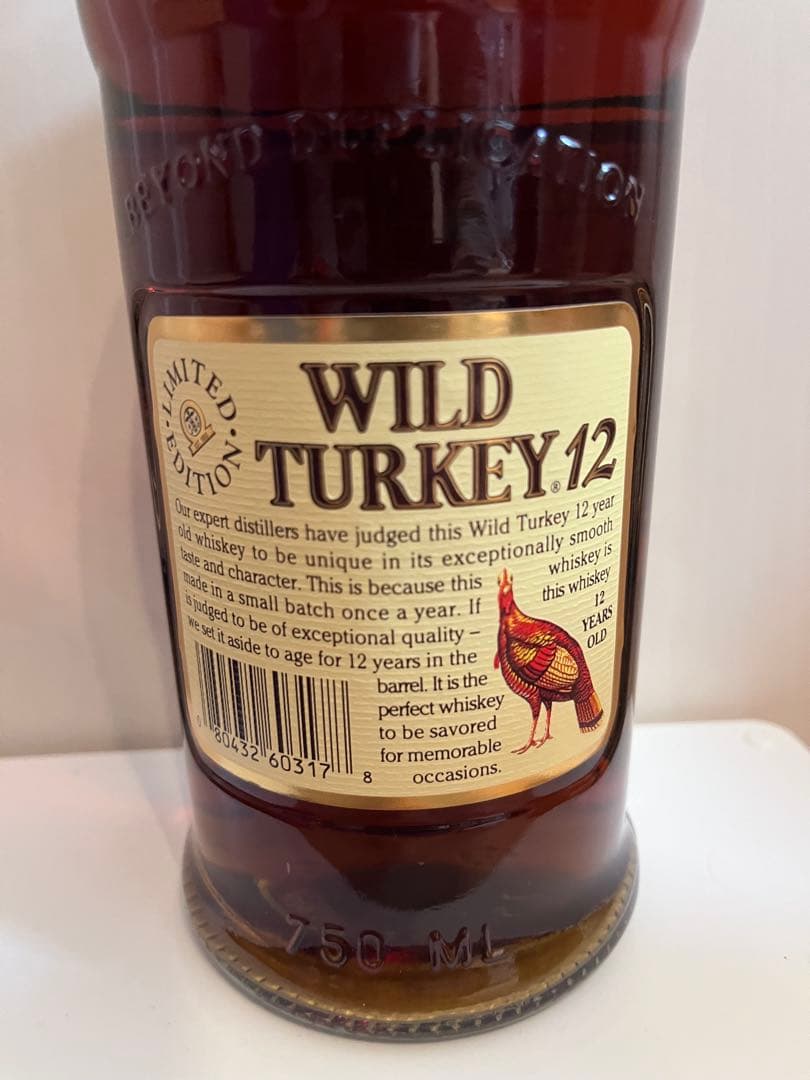 BEYOND DUPLICATION
LIMITED EDITION
WILD
TURKEY® 12
Our expert distillers have judged this Wild Turkey 12 year
old whiskey to be unique in its exceptionally smooth
taste and character. This is because this whiskey is
made in a small batch once a year. If this whiskey
is judged to be of exceptional quality –
we set it aside to age for 12 years in the
barrel. It is the
perfect whiskey
to be savored
for memorable
occasions.
12
YEARS
OLD
0 80432 60317 8
750 ML